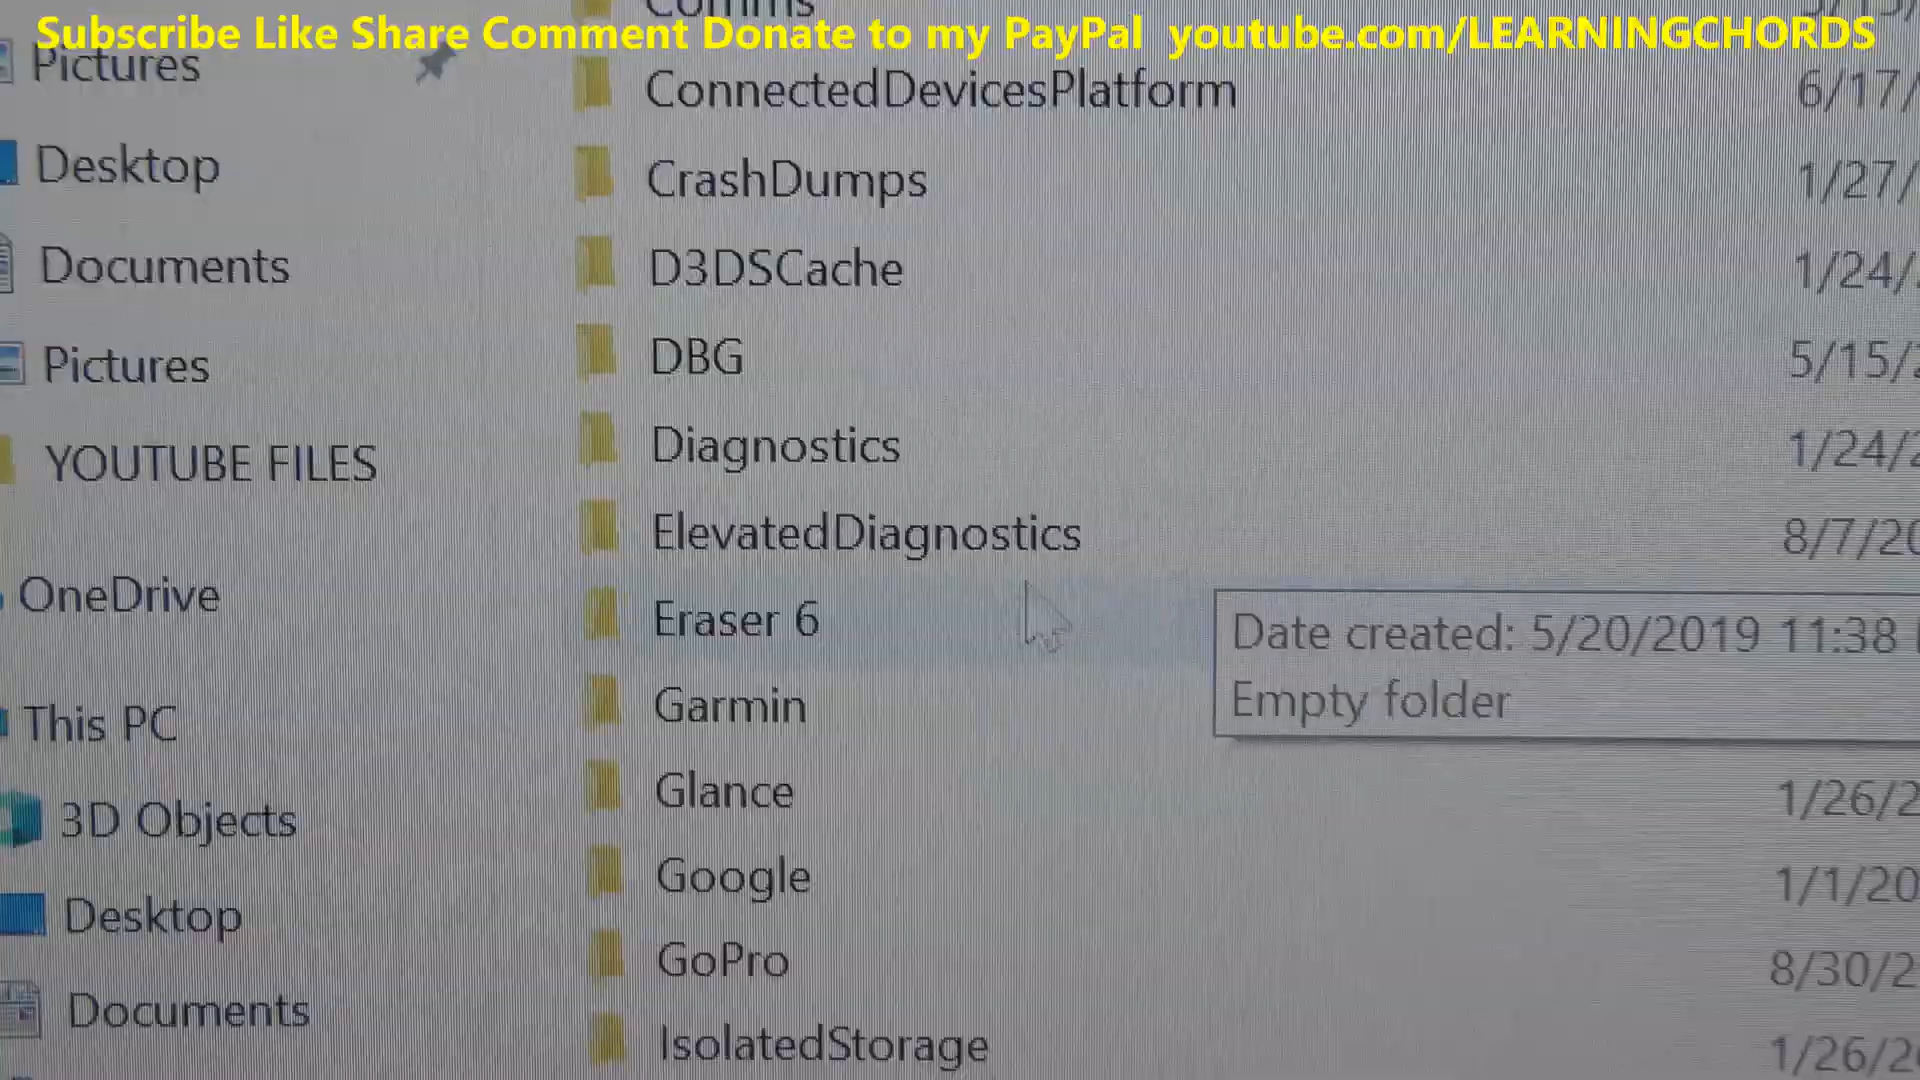 Comms
Subscribe Like Share Comment Donate to my PayPal youtube.com/LEARNINGCHORDS
Pictures
ConnectedDevicesPlatform 6/17/
Desktop
CrashDumps 1/27/
Documents
D3DSCache 1/24/
Pictures
DBG 5/15/2
Diagnostics 1/24/2
YOUTUBE FILES
ElevatedDiagnostics 8/7/20
OneDrive
Eraser 6
Date created: 5/20/2019 11:38
Empty folder
Garmin
This PC
Glance 1/26/2
3D Objects
Google 1/1/20
Desktop
GoPro 8/30/2
Documents
IsolatedStorage 1/26/20